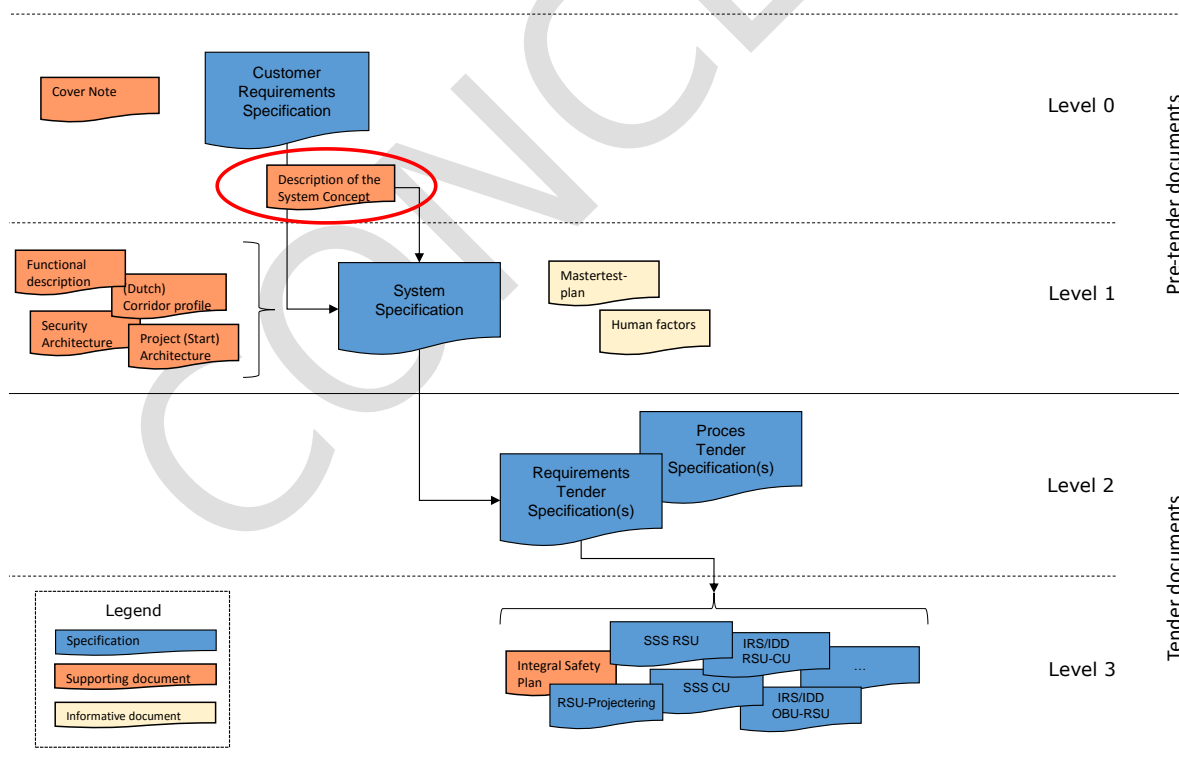 Cover Note
Customer
Requirements
Specification
Level 0
Description of the
System Concept
Pre-tender documents
Functional
description
(Dutch)
Corridor profile
Security
Architecture
Project (Start)
Architecture
System
Specification
Mastertest-
plan
Human factors
Level 1
Proces
Tender
Specification(s)
Requirements
Tender
Specification(s)
Level 2
Tender documents
Legend
Specification
Supporting document
Informative document
SSS RSU
IRS/IDD
RSU-CU
...
Integral Safety
Plan
SSS CU
RSU-Projectering
IRS/IDD
OBU-RSU
Level 3